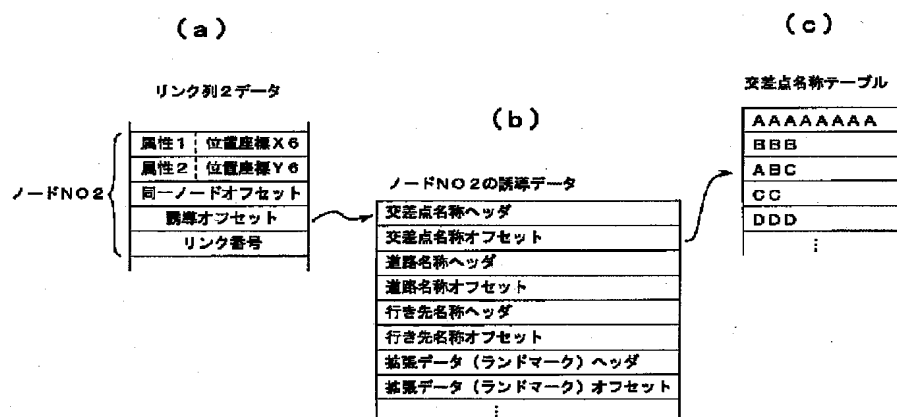 (a)
リンク列2データ
ノードNO2
属性1 位置座標X6
属性2 位置座標Y6
同一ノードオフセット
誘導オフセット
リンク番号
(b)
ノードNO2の誘導データ
交差点名称ヘッダ
交差点名称オフセット
道路名称ヘッダ
道路名称オフセット
行き先名称ヘッダ
行き先名称オフセット
拡張データ(ランドマーク)ヘッダ
拡張データ(ランドマーク)オフセット
⋮
(c)
交差点名称テーブル
AAAAAAAA
BBB
ABC
CC
DDD
⋮